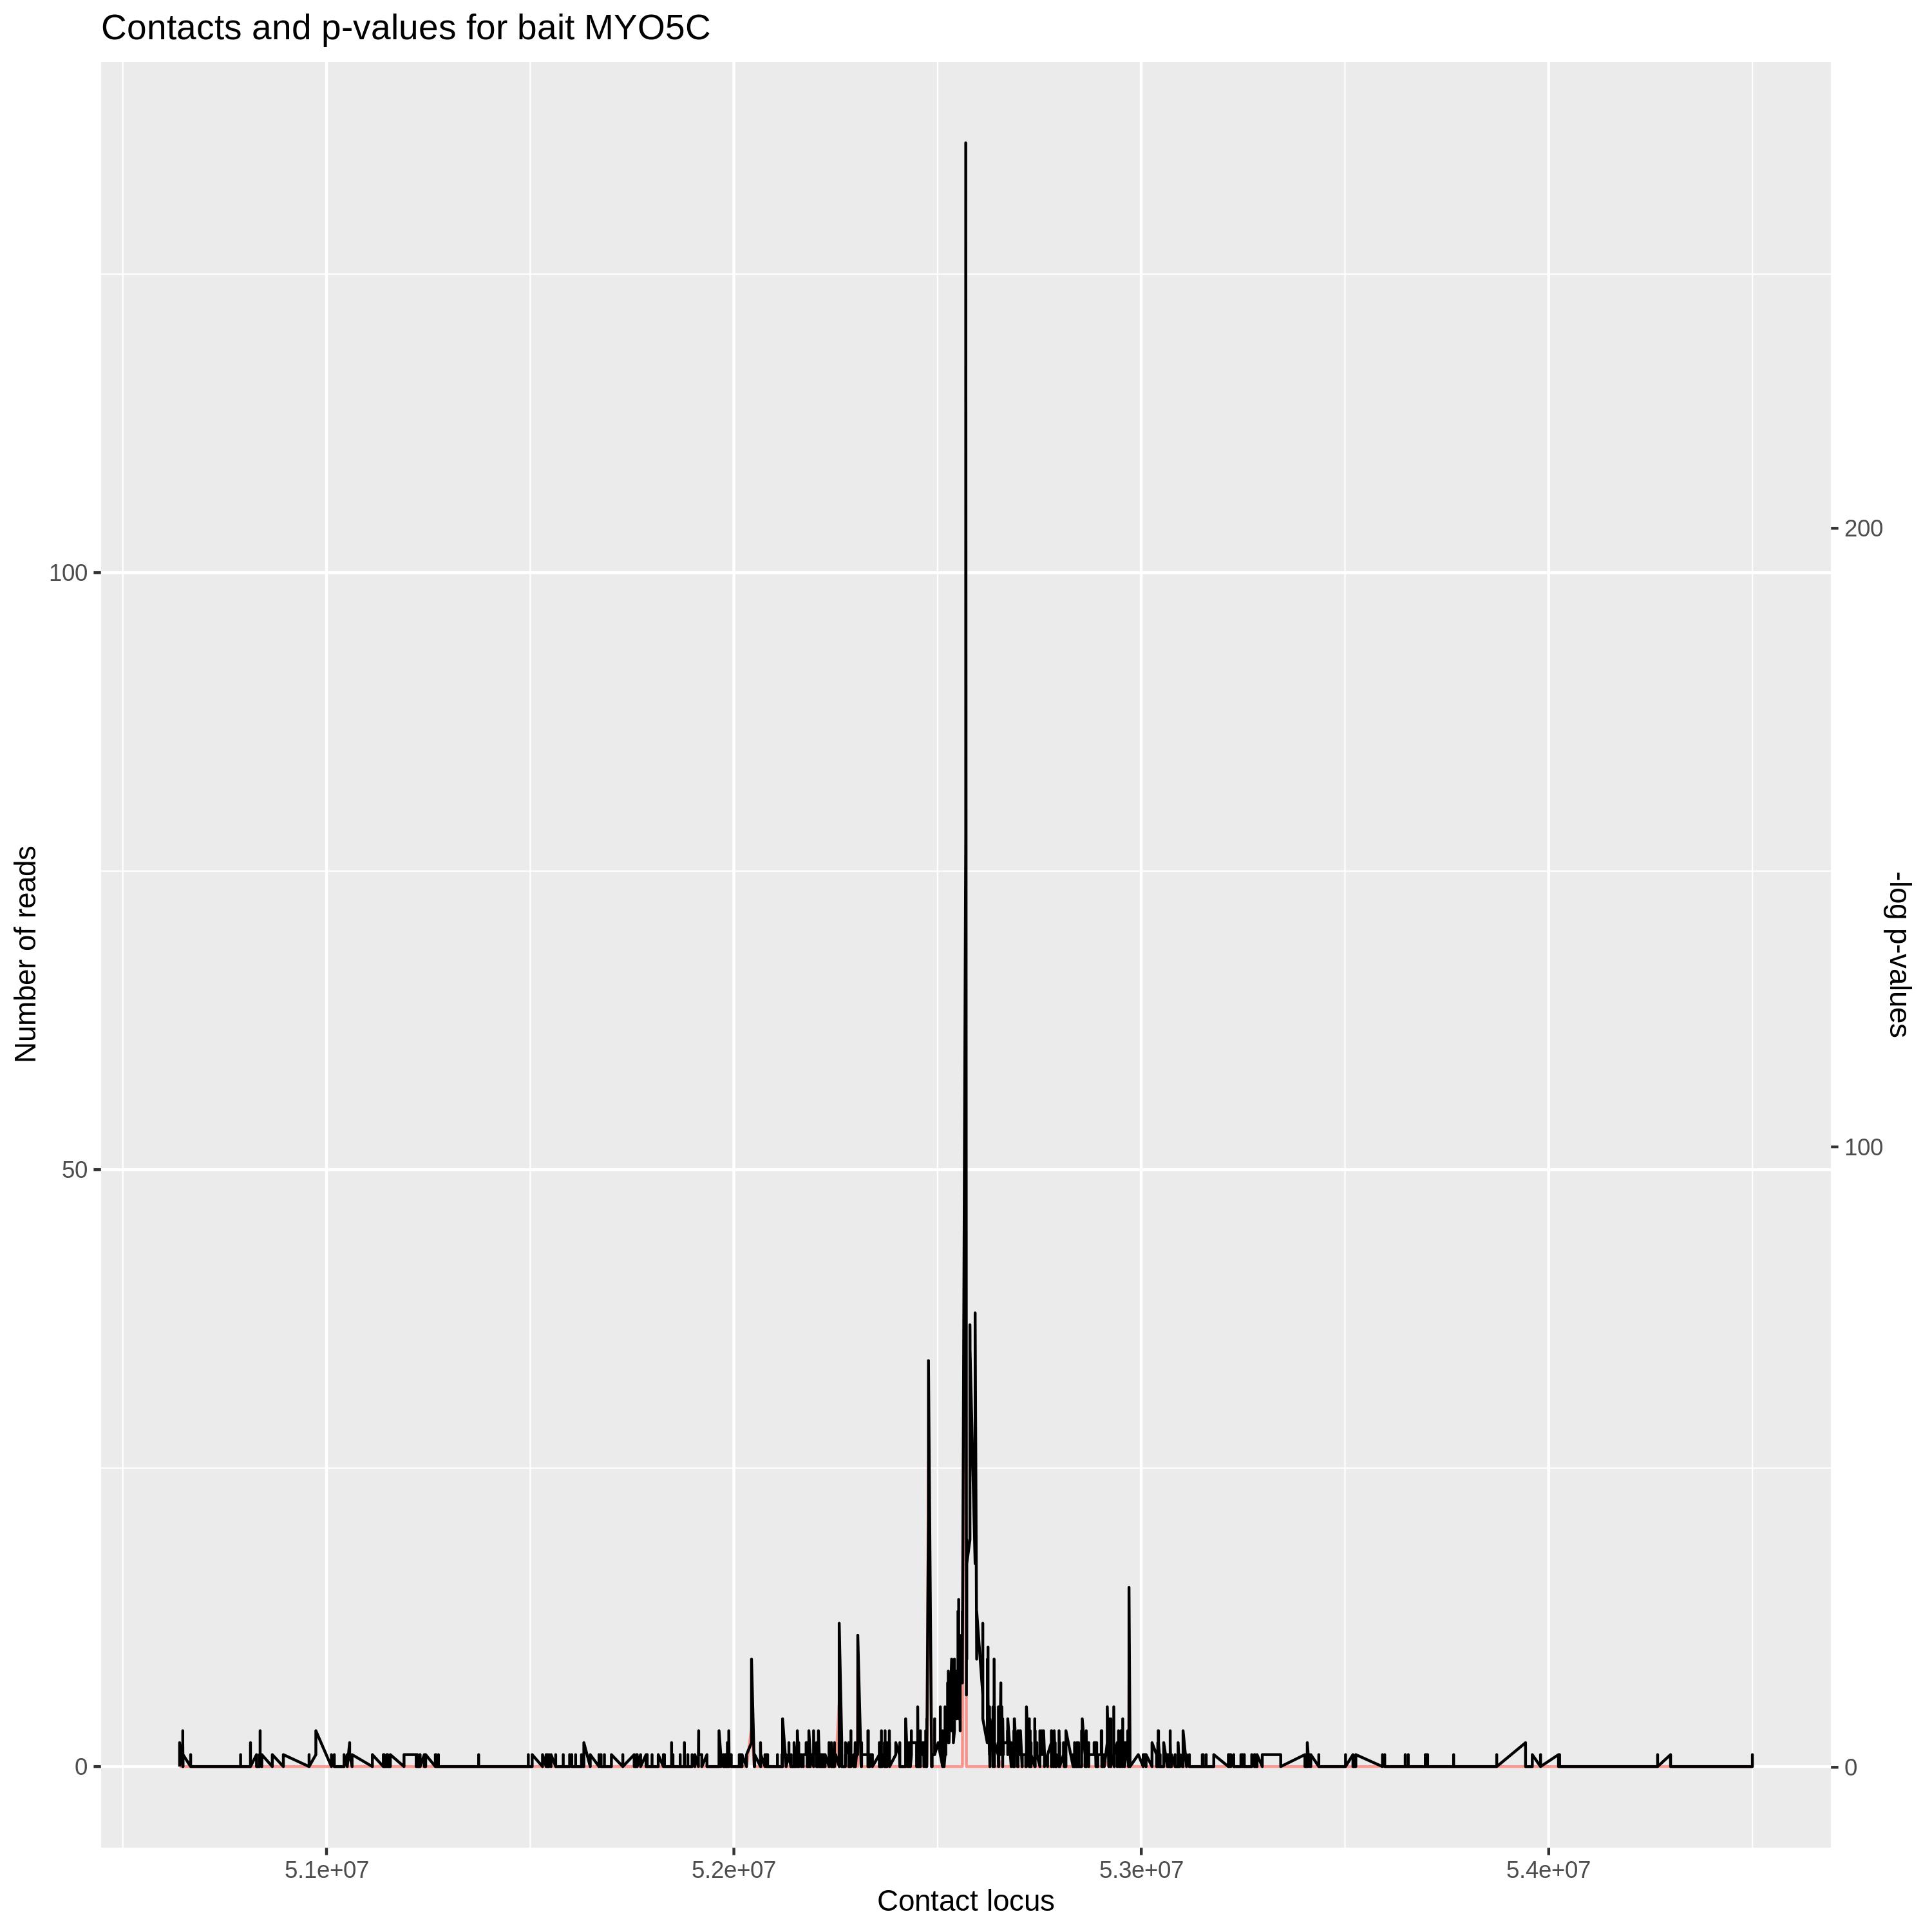 Contacts and p-values for bait MYO5C
Number of reads
100
50
0
200
100
0
-log p-values
5.1e+07
5.2e+07
5.3e+07
5.4e+07
Contact locus